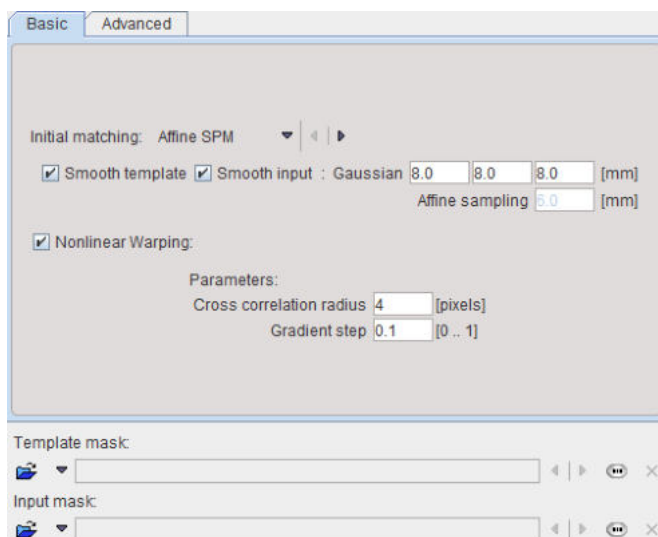 Basic Advanced
Initial matching: Affine SPM
Smooth template Smooth input : Gaussian 8.0 8.0 8.0 [mm]
Affine sampling 6.0 [mm]
Nonlinear Warping:
Parameters:
Cross correlation radius 4 [pixels]
Gradient step 0.1 [0 .. 1]
Template mask:
Input mask: